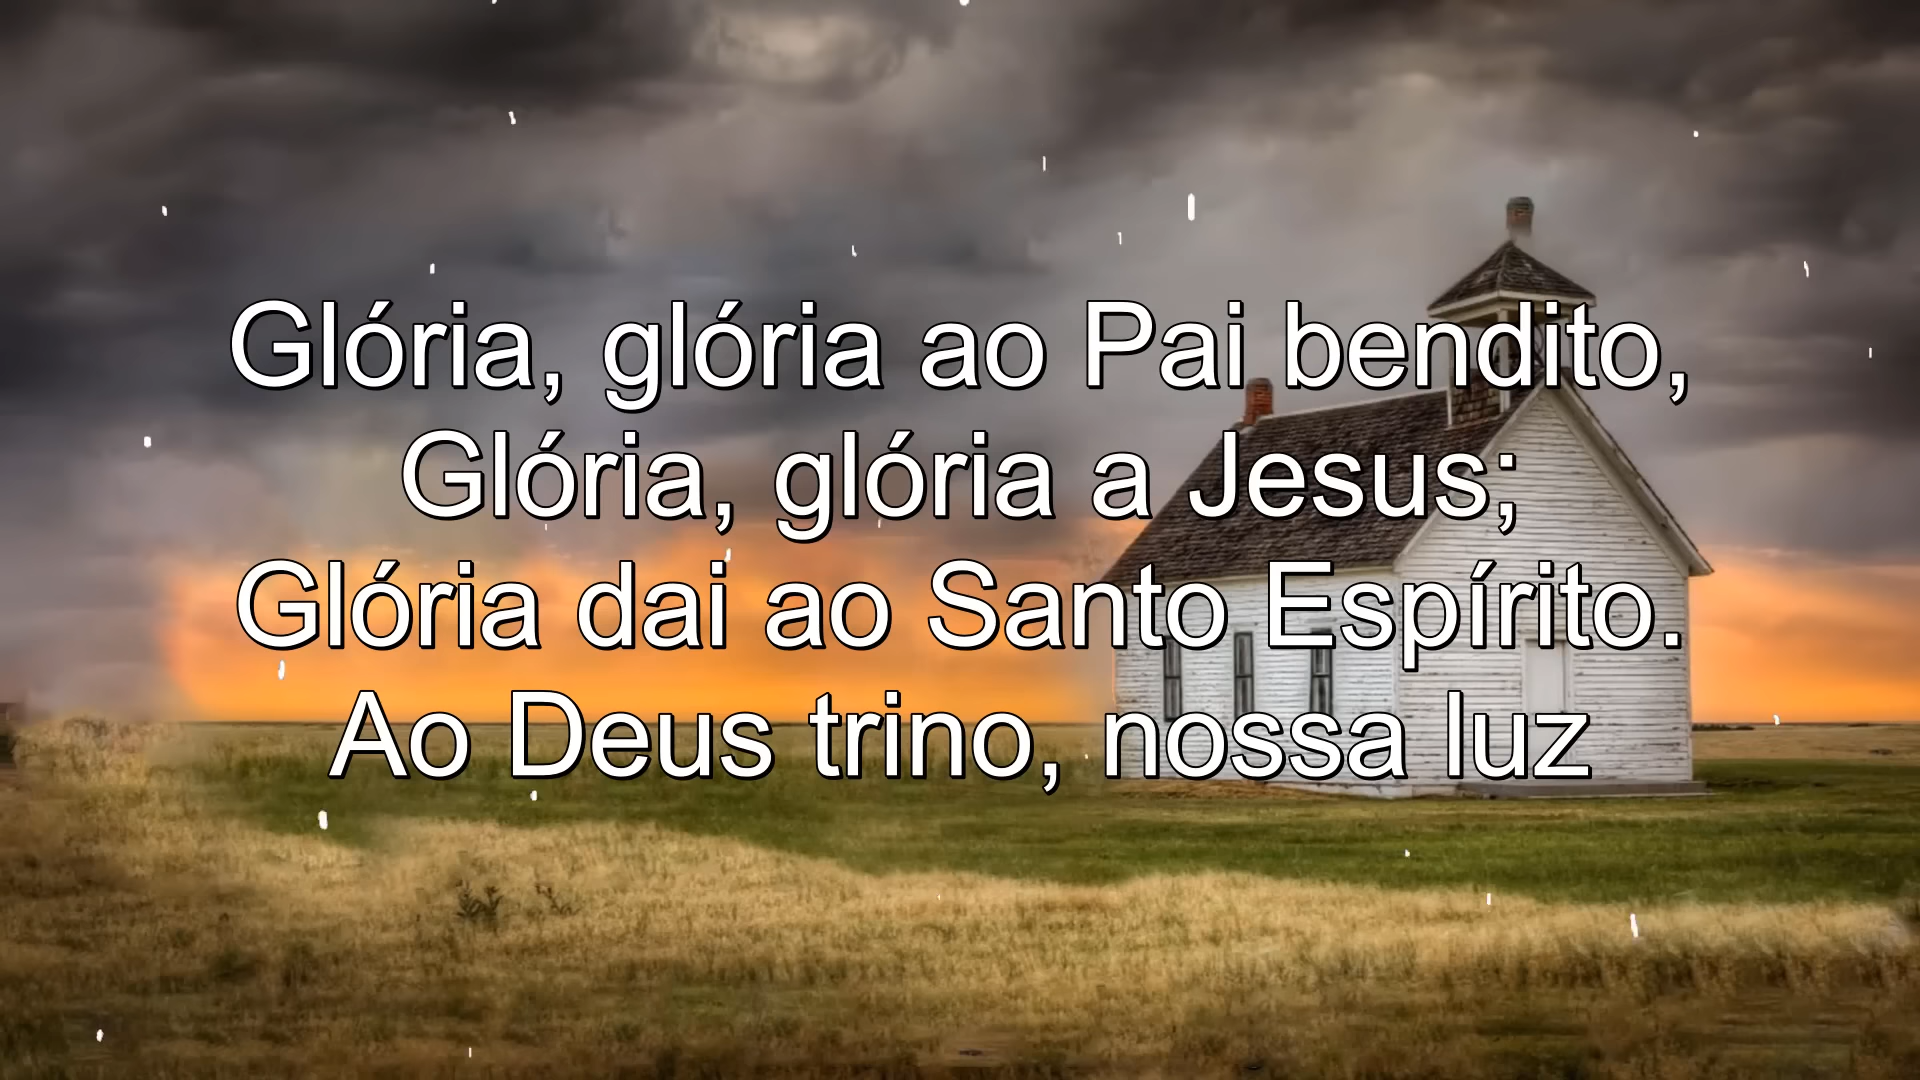 Glória, glória ao Pai bendito,
Glória, glória a Jesus;
Glória dai ao Santo Espírito.
Ao Deus trino, nossa luz